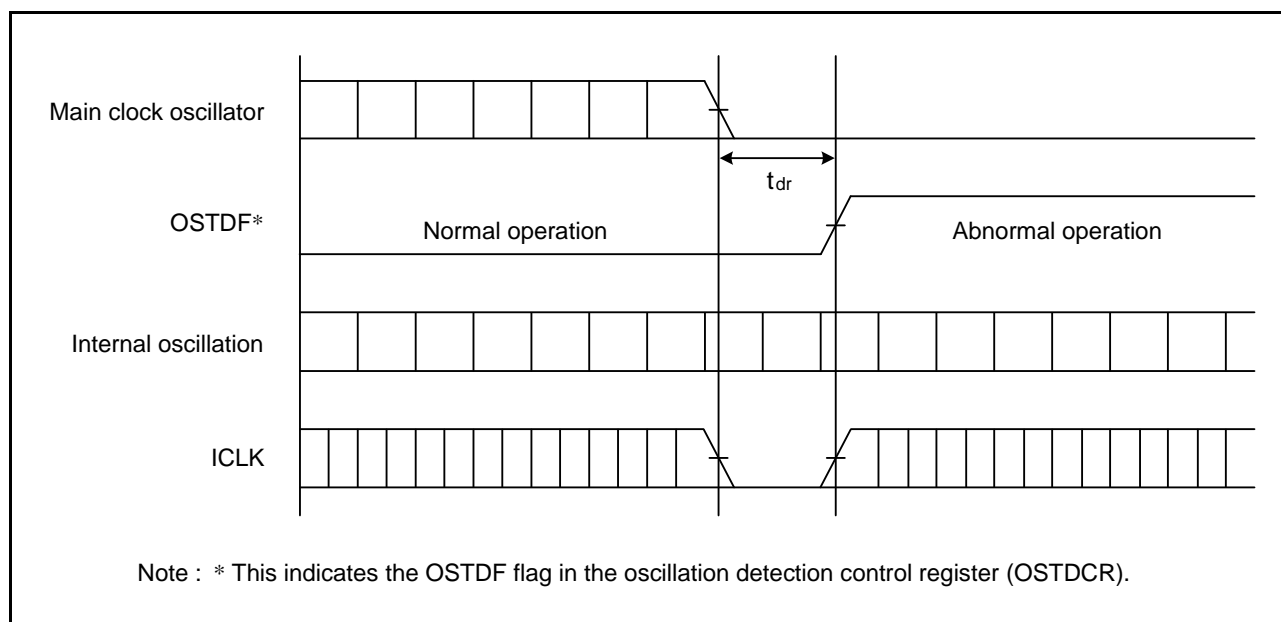 Main clock oscillator
tdr
OSTDF*
Normal operation
Abnormal operation
Internal oscillation
ICLK
Note : * This indicates the OSTDF flag in the oscillation detection control register (OSTDCR).